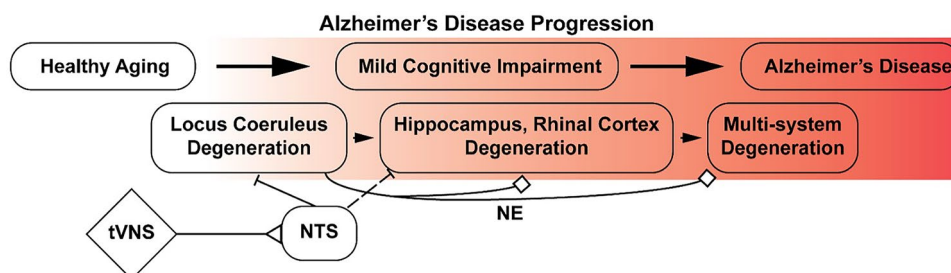 Alzheimer's Disease Progression
Healthy Aging
Mild Cognitive Impairment
Alzheimer's Disease
Locus Coeruleus
Degeneration
Hippocampus, Rhinal Cortex
Degeneration
Multi-system
Degeneration
tVNS
NTS
NE